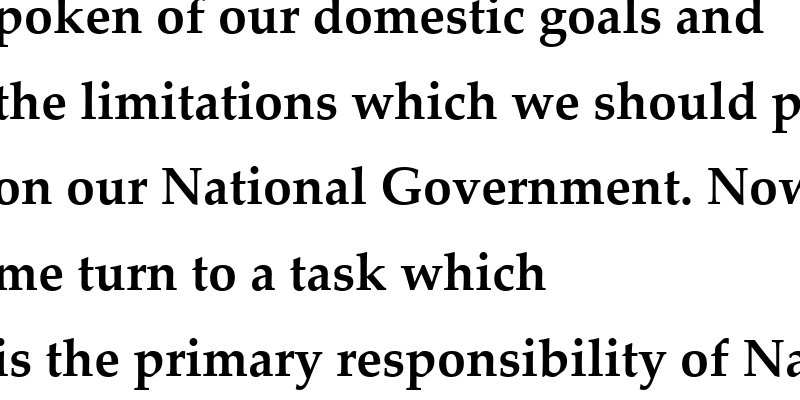 poken of our domestic goals and
the limitations which we should p
on our National Government. Nov
me turn to a task which
is the primary responsibility of Na